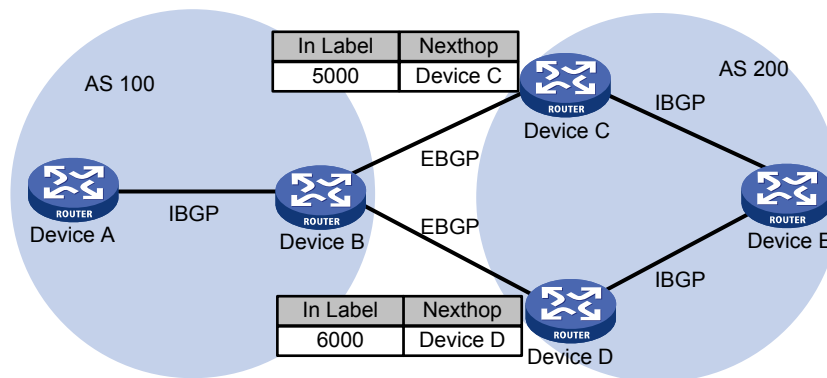 In Label Nexthop
5000 Device C
AS 100
AS 200
ROUTER
Device C
IBGP
EBGP
ROUTER
Device A
IBGP
ROUTER
Device B
ROUTER
Device E
EBGP
IBGP
In Label Nexthop
6000 Device D
ROUTER
Device D